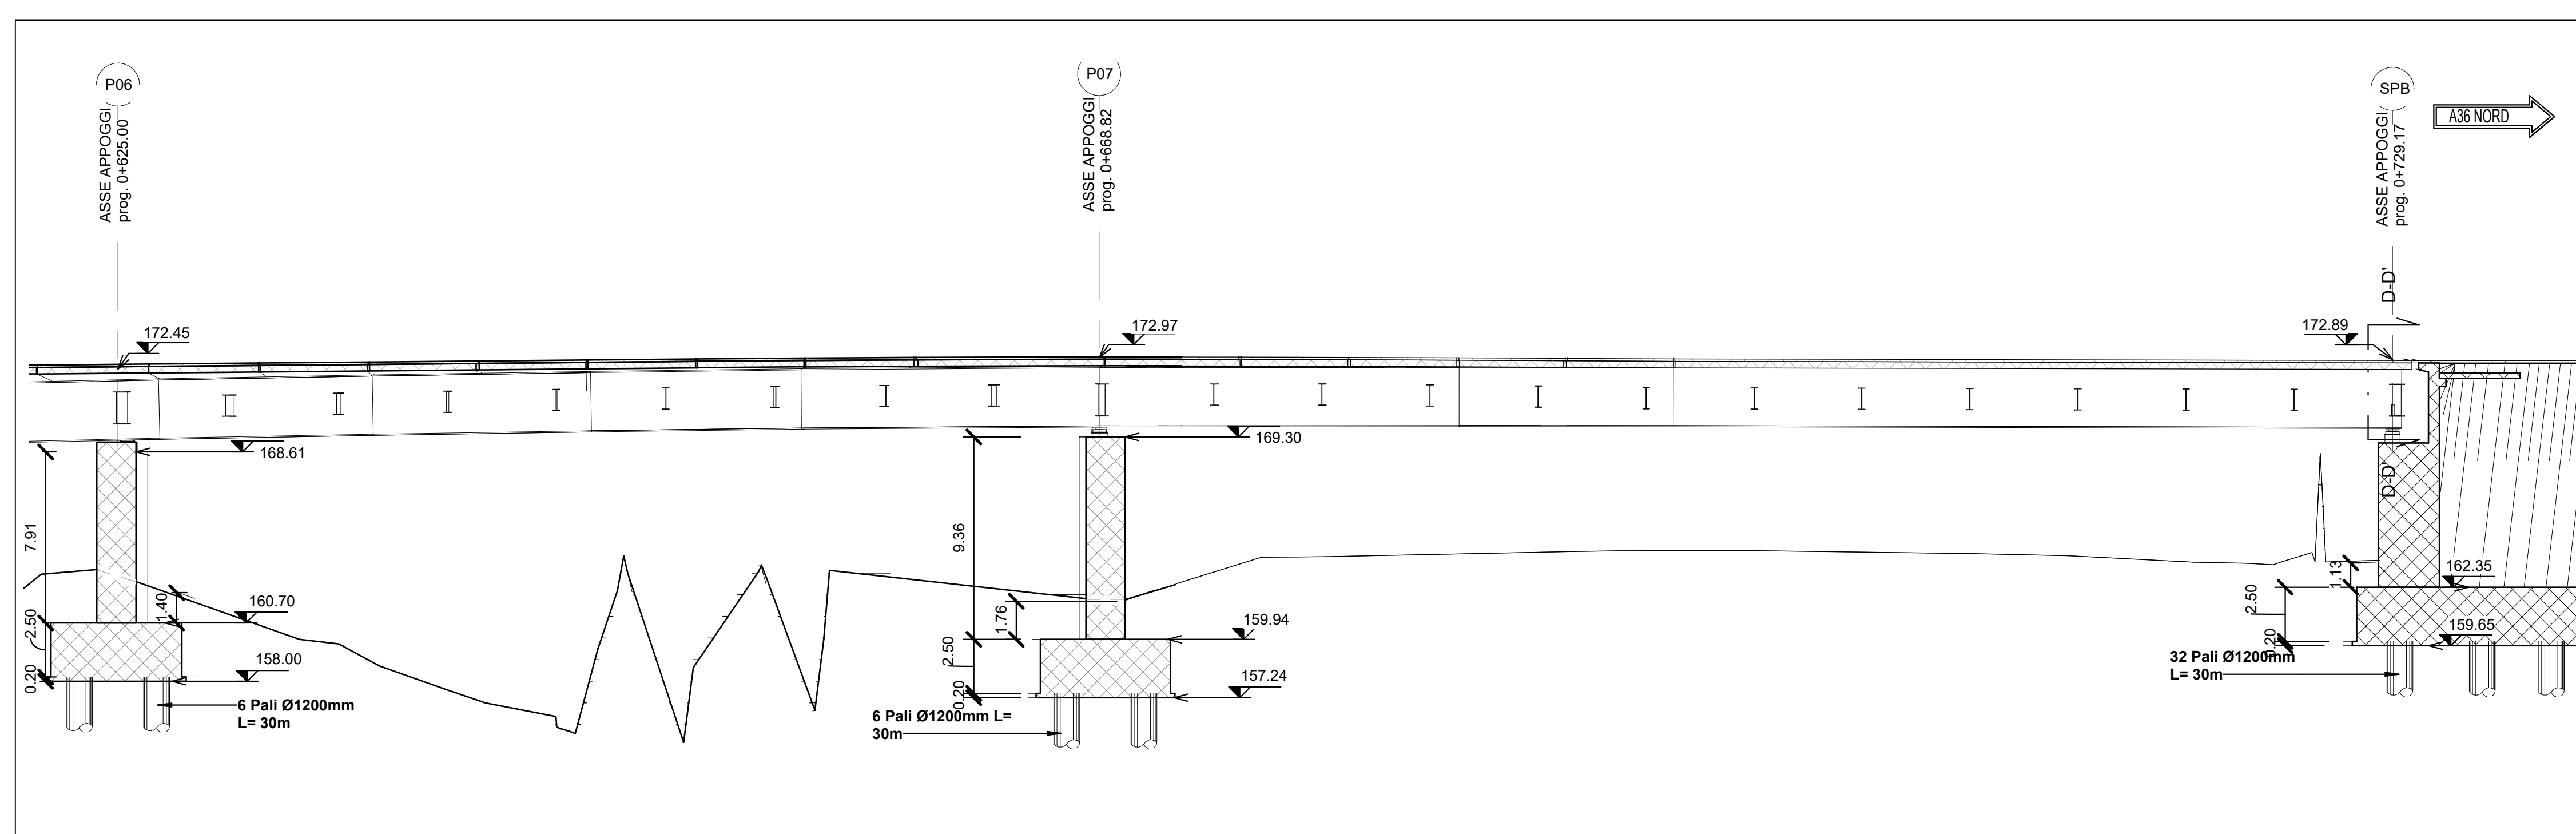 P06
ASSE APPOGGI
prog. 0+625.00
P07
ASSE APPOGGI
prog. 0+668.82
SPB
ASSE APPOGGI
prog. 0+729.17
A36 NORD
D-D'
172.45
172.97
172.89
168.61
169.30
D-D'
7.91
9.36
1.40
160.70
2.50
158.00
0.20
6 Pali Ø1200mm
L= 30m
1.76
159.94
2.50
157.24
0.20
6 Pali Ø1200mm L=
30m
1.13
162.35
2.50
159.65
0.20
32 Pali Ø1200mm
L= 30m